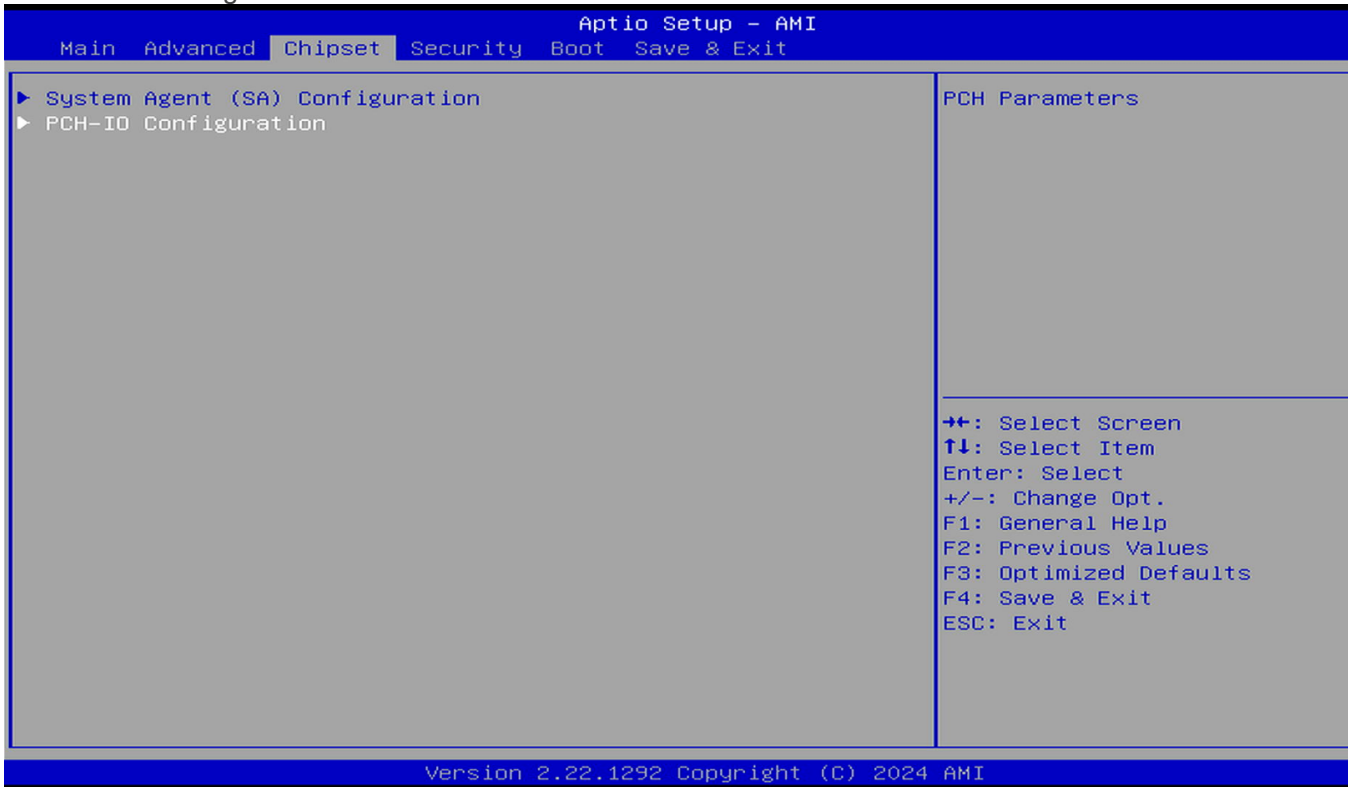 Aptio Setup – AMI
Main Advanced Chipset Security Boot Save & Exit
▶ System Agent (SA) Configuration
▶ PCH-IO Configuration
PCH Parameters
→←: Select Screen
↑↓: Select Item
Enter: Select
+/-: Change Opt.
F1: General Help
F2: Previous Values
F3: Optimized Defaults
F4: Save & Exit
ESC: Exit
Version 2.22.1292 Copyright (C) 2024 AMI